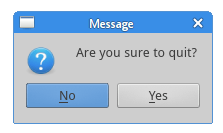 Message
Are you sure to quit?
No
Yes